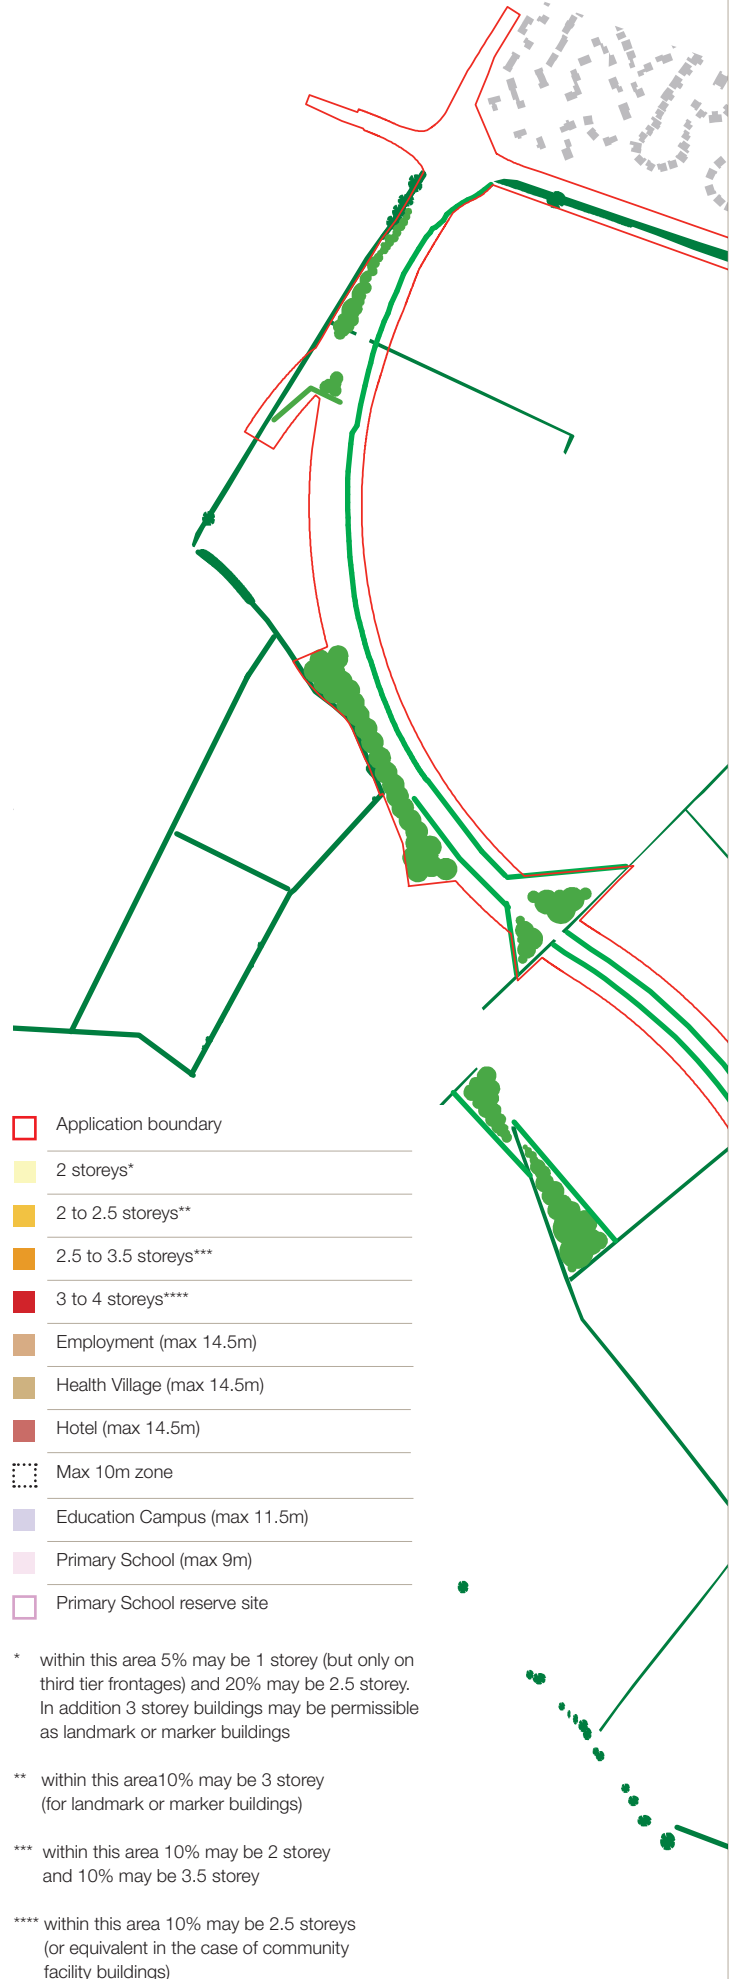 Application boundary
2 storeys*
2 to 2.5 storeys**
2.5 to 3.5 storeys***
3 to 4 storeys****
Employment (max 14.5m)
Health Village (max 14.5m)
Hotel (max 14.5m)
Max 10m zone
Education Campus (max 11.5m)
Primary School (max 9m)
Primary School reserve site
* within this area 5% may be 1 storey (but only on
third tier frontages) and 20% may be 2.5 storey.
In addition 3 storey buildings may be permissible
as landmark or marker buildings
** within this area10% may be 3 storey
(for landmark or marker buildings)
*** within this area 10% may be 2 storey
and 10% may be 3.5 storey
**** within this area 10% may be 2.5 storeys
(or equivalent in the case of community
facility buildings)